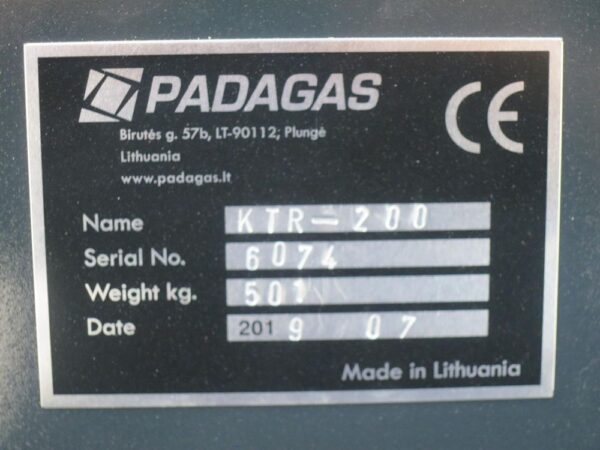 PADAGAS
CE
Birutės g. 57b, LT-90112; Plungė
Lithuania
www.padagas.lt
Name KTR-200
Serial No. 6074
Weight kg. 501
Date 2019 07
Made in Lithuania